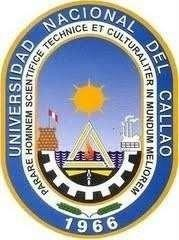 UNIVERSIDAD NACIONAL DEL CALLAO
PARARE HOMINEM SCIENTIFICE TECHNICE ET CULTURALITER IN MUNDUM MELIOREM
1966